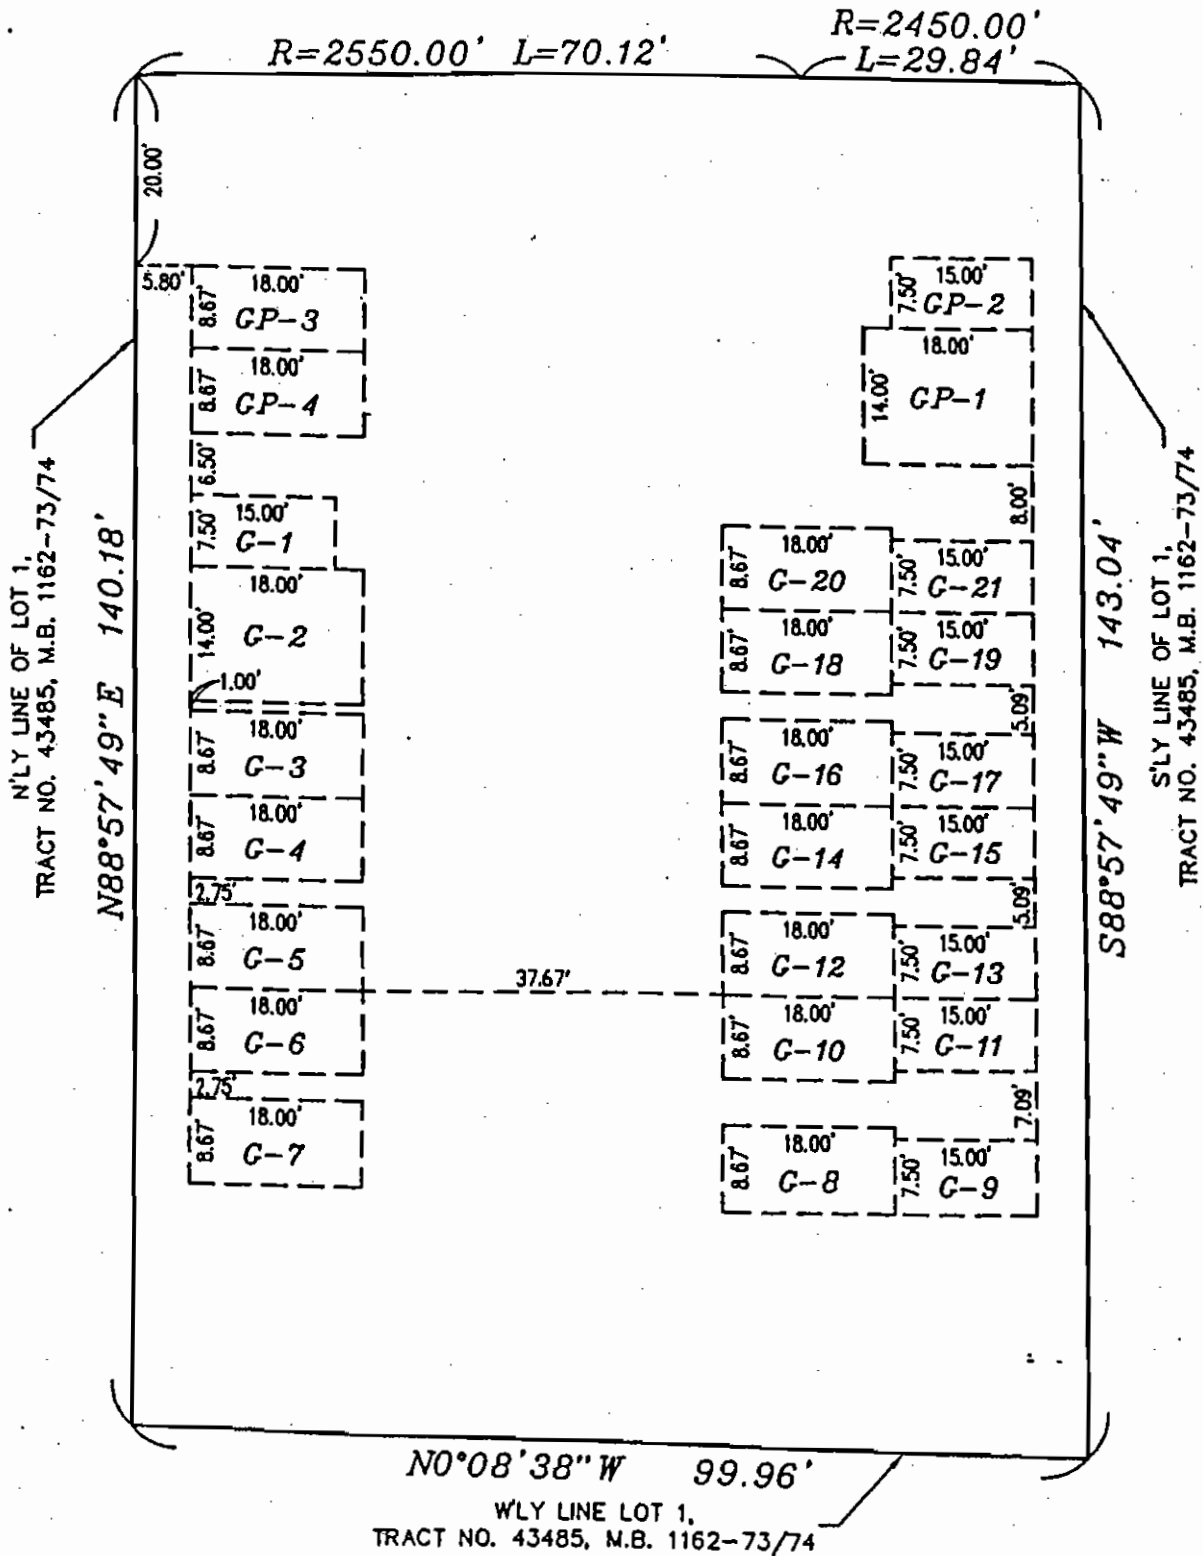 R=2550.00' L=70.12'
R=2450.00'
L=29.84'
20.00'
5.80'
18.00'
8.67'
GP-3
18.00'
8.67'
GP-4
6.50'
15.00'
7.50'
G-1
18.00'
14.00'
G-2
1.00'
18.00'
8.67'
G-3
18.00'
8.67'
G-4
2.75'
18.00'
8.67'
G-5
18.00'
8.67'
G-6
2.75'
18.00'
8.67'
G-7
37.67'
15.00'
7.50'
GP-2
18.00'
14.00'
GP-1
8.00'
18.00'
8.67'
G-20
15.00'
7.50'
G-21
18.00'
8.67'
G-18
15.00'
7.50'
G-19
5.09'
18.00'
8.67'
G-16
15.00'
7.50'
G-17
18.00'
8.67'
G-14
15.00'
7.50'
G-15
5.09'
18.00'
8.67'
G-12
15.00'
7.50'
G-13
18.00'
8.67'
G-10
15.00'
7.50'
G-11
7.09'
18.00'
8.67'
G-8
15.00'
7.50'
G-9
N'LY LINE OF LOT 1,
TRACT NO. 43485, M.B. 1162-73/74
N88°57'49"E 140.18'
S88°57'49"W 143.04'
S'LY LINE OF LOT 1,
TRACT NO. 43485, M.B. 1162-73/74
N0°08'38"W 99.96'
W'LY LINE LOT 1,
TRACT NO. 43485, M.B. 1162-73/74